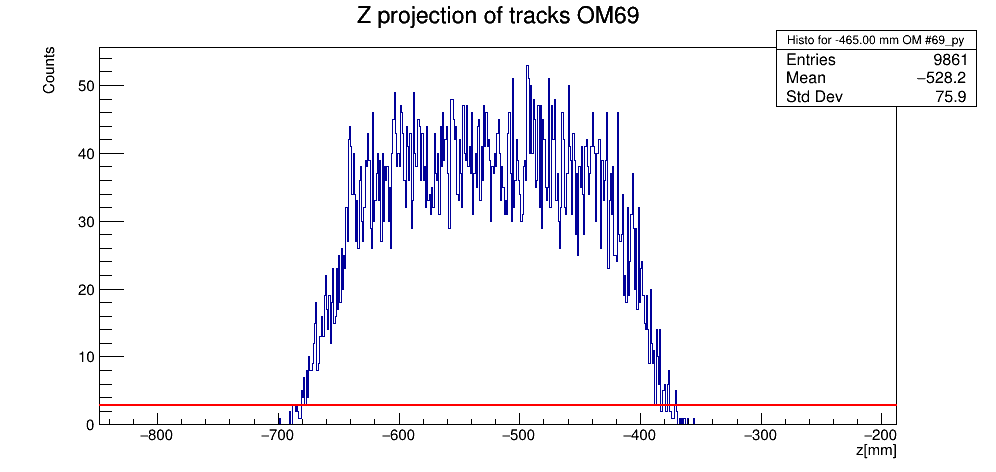 Z projection of tracks OM69
Histo for -465.00 mm OM #69_py
Entries 9861
Mean −528.2
Std Dev 75.9
Counts
50
40
30
20
10
0
−800 −700 −600 −500 −400 −300 −200
z[mm]